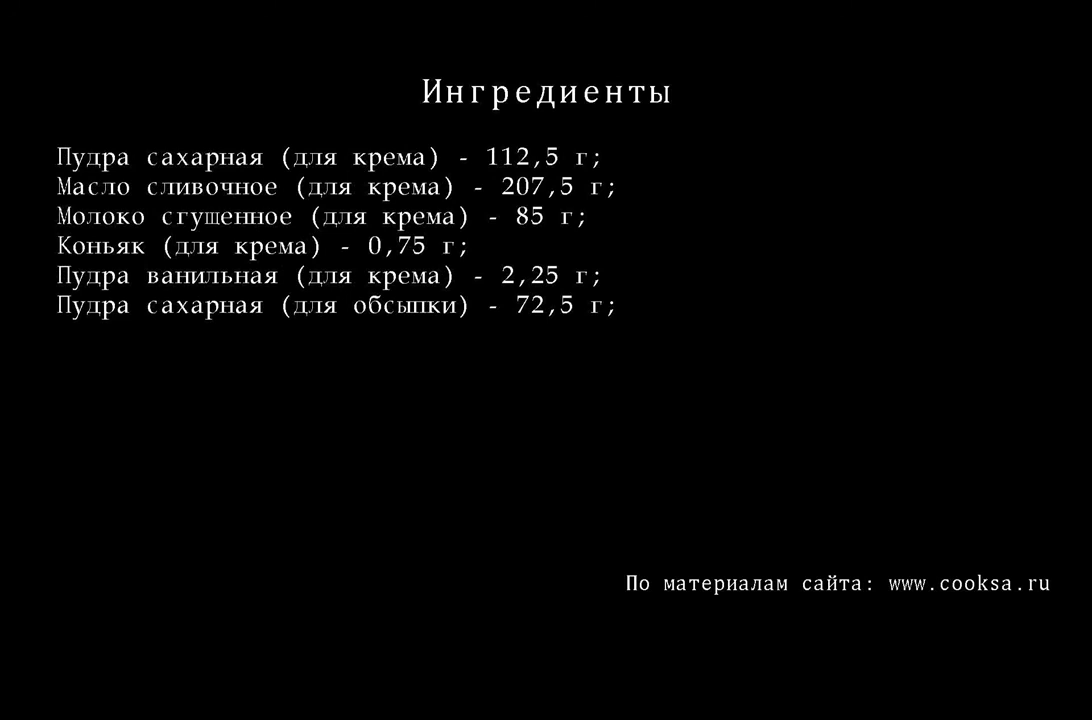 Ингредиенты
Пудра сахарная (для крема) - 112,5 г;
Масло сливочное (для крема) - 207,5 г;
Молоко сгущенное (для крема) - 85 г;
Коньяк (для крема) - 0,75 г;
Пудра ванильная (для крема) - 2,25 г;
Пудра сахарная (для обсыпки) - 72,5 г;
По материалам сайта: www.cooksa.ru